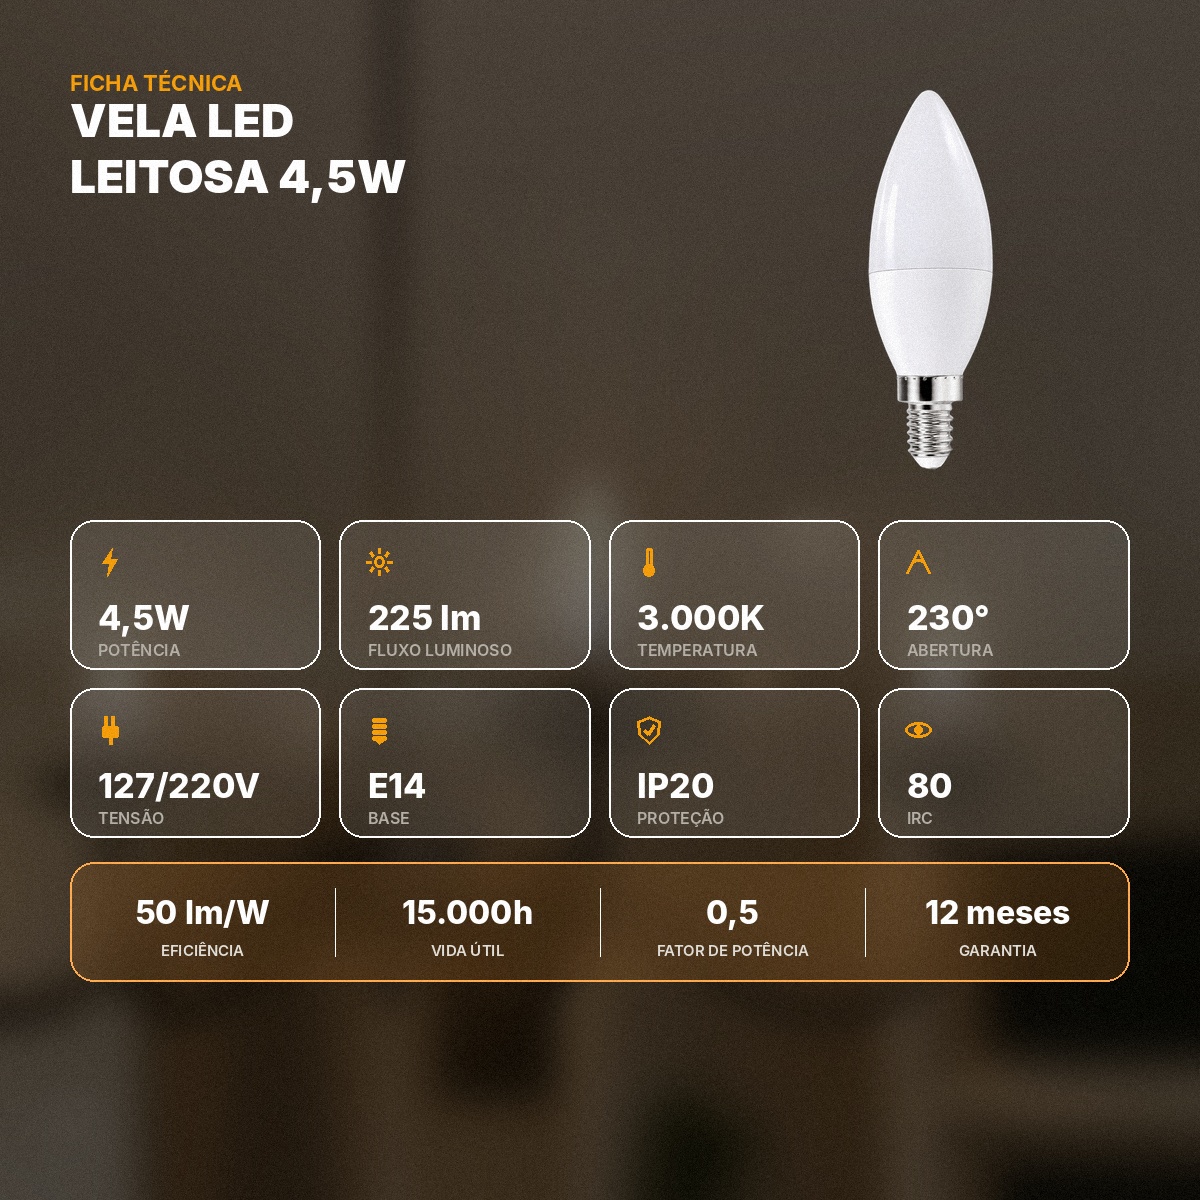 FICHA TÉCNICA
VELA LED
LEITOSA 4,5W
4,5W
POTÊNCIA
225 lm
FLUXO LUMINOSO
3.000K
TEMPERATURA
230°
ABERTURA
127/220V
TENSÃO
E14
BASE
IP20
PROTEÇÃO
80
IRC
50 lm/W
EFICIÊNCIA
15.000h
VIDA ÚTIL
0,5
FATOR DE POTÊNCIA
12 meses
GARANTIA